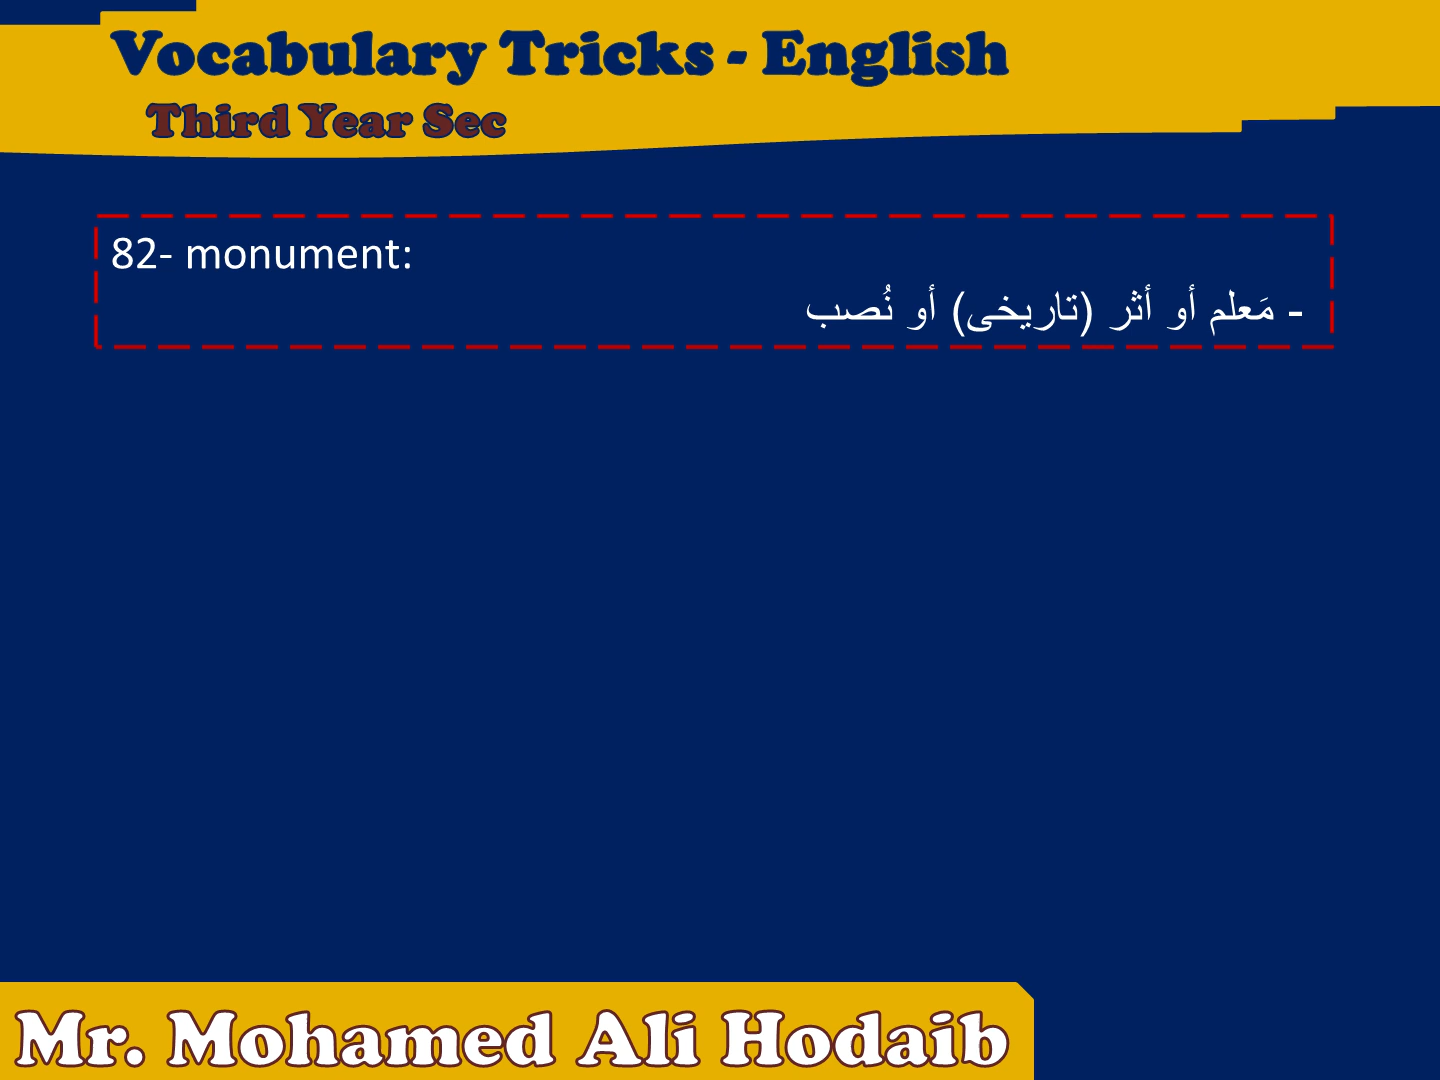 Vocabulary Tricks - English
Third Year Sec
82- monument:
- مَعلم أو أثر (تاريخى) أو نُصب
Mr. Mohamed Ali Hodaib